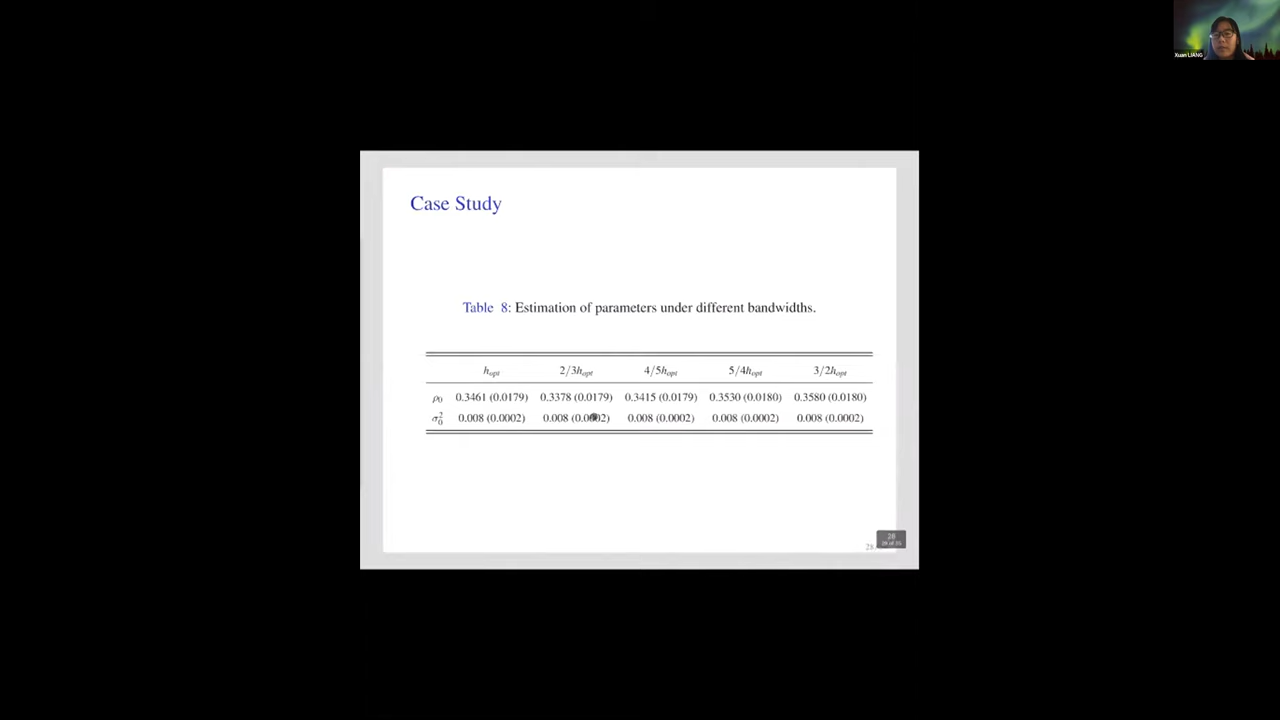 Xuan LIANG
Case Study
Table 8: Estimation of parameters under different bandwidths.
h_opt 2/3h_opt 4/5h_opt 5/4h_opt 3/2h_opt
ρ₀ 0.3461 (0.0179) 0.3378 (0.0179) 0.3415 (0.0179) 0.3530 (0.0180) 0.3580 (0.0180)
σ₀² 0.008 (0.0002) 0.008 (0.0002) 0.008 (0.0002) 0.008 (0.0002) 0.008 (0.0002)
28